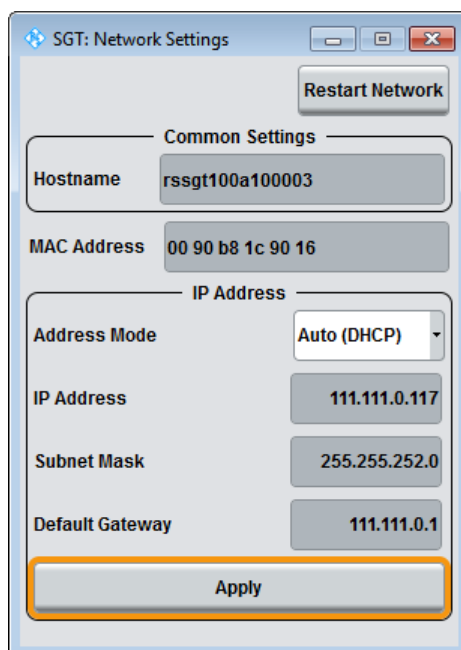 SGT: Network Settings
Restart Network
Common Settings
Hostname rssgt100a100003
MAC Address 00 90 b8 1c 90 16
IP Address
Address Mode Auto (DHCP)
IP Address 111.111.0.117
Subnet Mask 255.255.252.0
Default Gateway 111.111.0.1
Apply